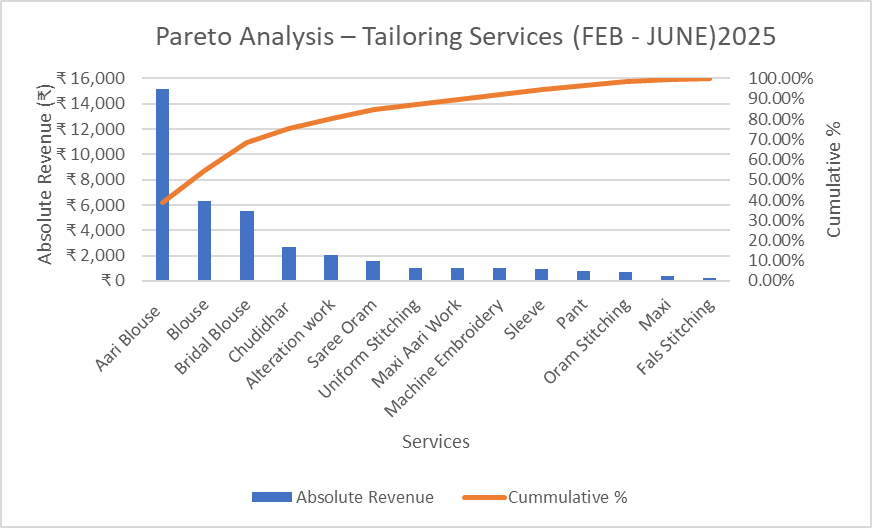 Pareto Analysis – Tailoring Services (FEB - JUNE)2025
Absolute Revenue (₹)
₹ 16,000
₹ 14,000
₹ 12,000
₹ 10,000
₹ 8,000
₹ 6,000
₹ 4,000
₹ 2,000
₹ 0
100.00%
90.00%
80.00%
70.00%
60.00%
50.00%
40.00%
30.00%
20.00%
10.00%
0.00%
Cumulative %
Aari Blouse
Blouse
Bridal Blouse
Chudidhar
Alteration work
Saree Oram
Uniform Stitching
Maxi Aari Work
Machine Embroidery
Sleeve
Pant
Oram Stitching
Maxi
Fals Stitching
Services
Absolute Revenue
Cummulative %